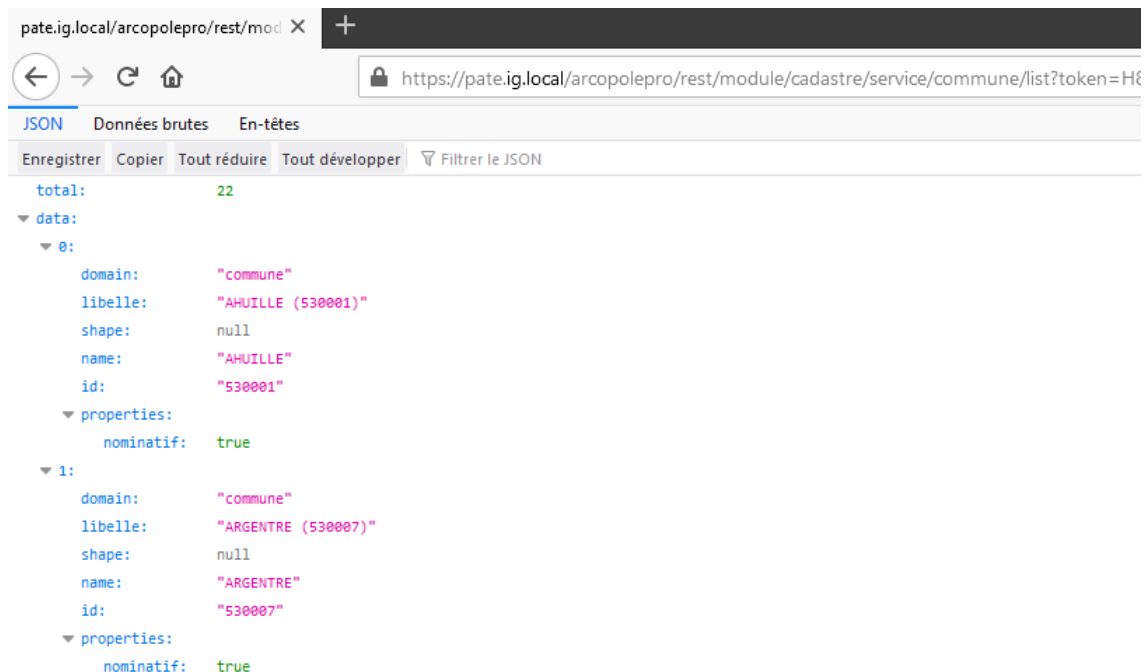 pate.ig.local/arcopolepro/rest/mod
https://pate.ig.local/arcopolepro/rest/module/cadastre/service/commune/list?token=H8
JSON Données brutes En-têtes
Enregistrer Copier Tout réduire Tout développer Filtrer le JSON
total: 22
data:
0:
domain: "commune"
libelle: "AHUILLE (530001)"
shape: null
name: "AHUILLE"
id: "530001"
properties:
nominatif: true
1:
domain: "commune"
libelle: "ARGENTRE (530007)"
shape: null
name: "ARGENTRE"
id: "530007"
properties:
nominatif: true